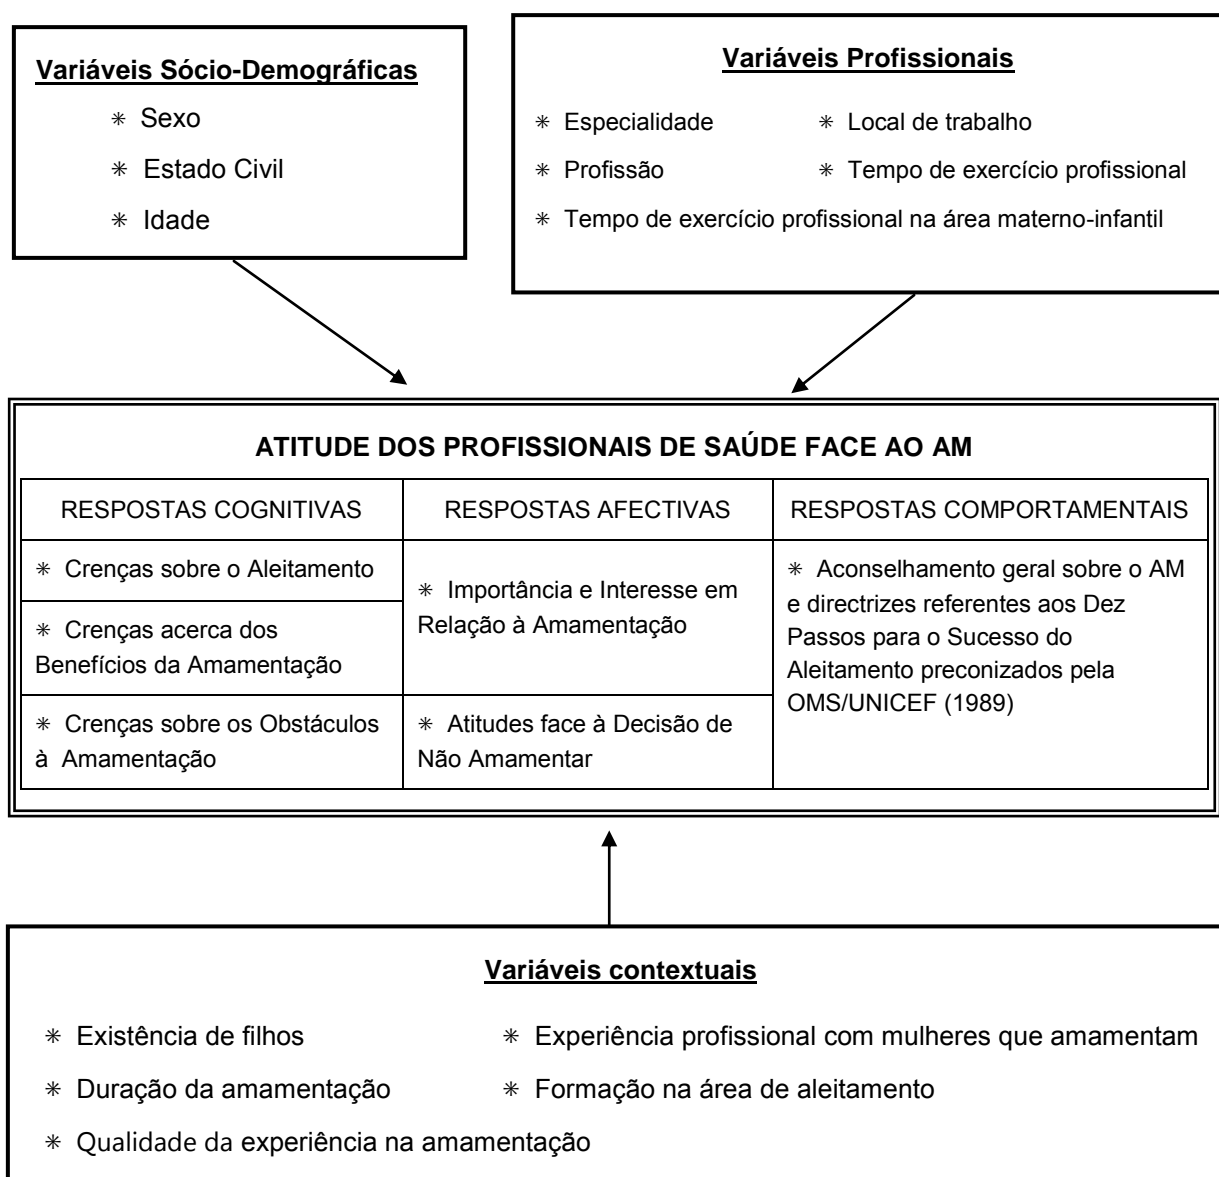 Variáveis Sócio-Demográficas
✳ Sexo
✳ Estado Civil
✳ Idade
Variáveis Profissionais
✳ Especialidade ✳ Local de trabalho
✳ Profissão ✳ Tempo de exercício profissional
✳ Tempo de exercício profissional na área materno-infantil
ATITUDE DOS PROFISSIONAIS DE SAÚDE FACE AO AM
RESPOSTAS COGNITIVAS
✳ Crenças sobre o Aleitamento
✳ Crenças acerca dos
Benefícios da Amamentação
✳ Crenças sobre os Obstáculos
à Amamentação
RESPOSTAS AFECTIVAS
✳ Importância e Interesse em
Relação à Amamentação
✳ Atitudes face à Decisão de
Não Amamentar
RESPOSTAS COMPORTAMENTAIS
✳ Aconselhamento geral sobre o AM
e directrizes referentes aos Dez
Passos para o Sucesso do
Aleitamento preconizados pela
OMS/UNICEF (1989)
Variáveis contextuais
✳ Existência de filhos ✳ Experiência profissional com mulheres que amamentam
✳ Duração da amamentação ✳ Formação na área de aleitamento
✳ Qualidade da experiência na amamentação